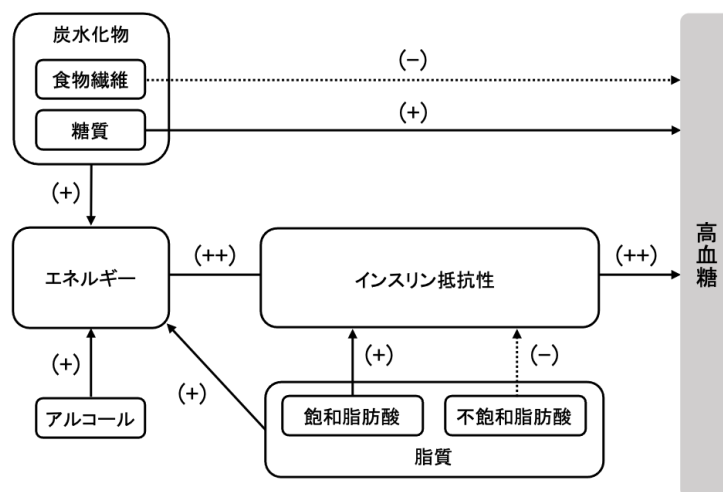 炭水化物
食物繊維
(−)
糖質
(+)
(+)
エネルギー
(++)
インスリン抵抗性
(++)
高血糖
(+)
(+)
(−)
(+)
アルコール
飽和脂肪酸
不飽和脂肪酸
脂質